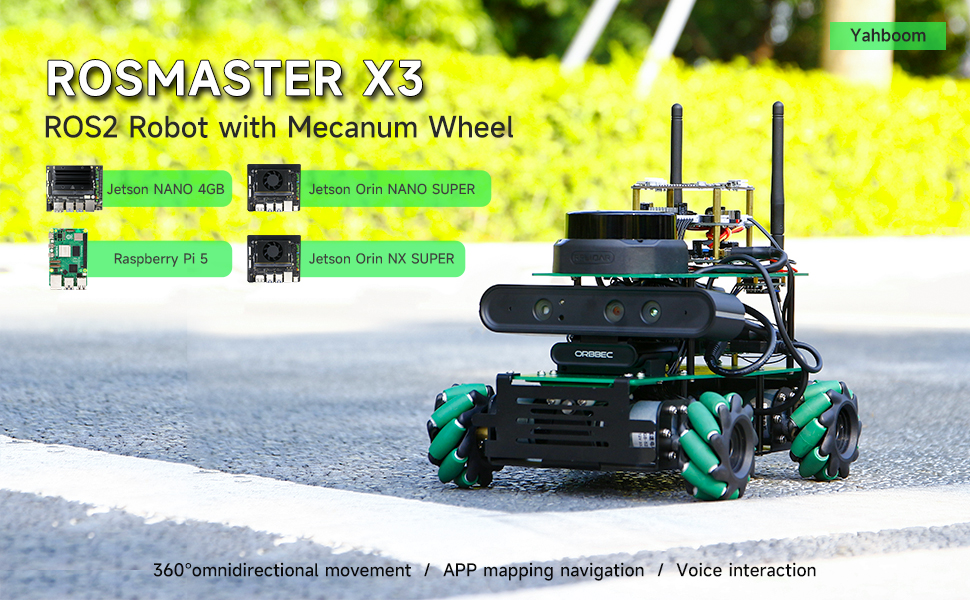 Yahboom
ROSMASTER X3
ROS2 Robot with Mecanum Wheel
Jetson NANO 4GB
Jetson Orin NANO SUPER
Raspberry Pi 5
Jetson Orin NX SUPER
ORBBEC
360°omnidirectional movement / APP mapping navigation / Voice interaction